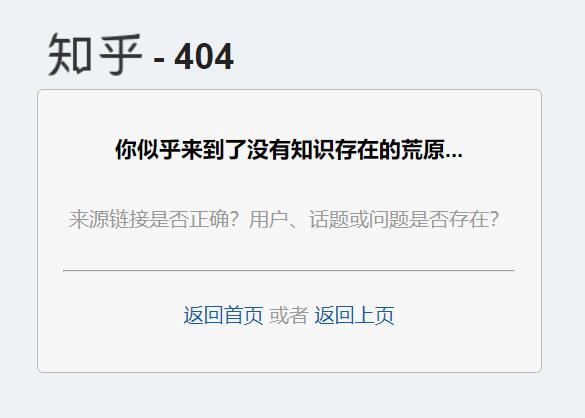 知乎 - 404
你似乎来到了没有知识存在的荒原...
来源链接是否正确？用户、话题或问题是否存在？
返回首页 或者 返回上页